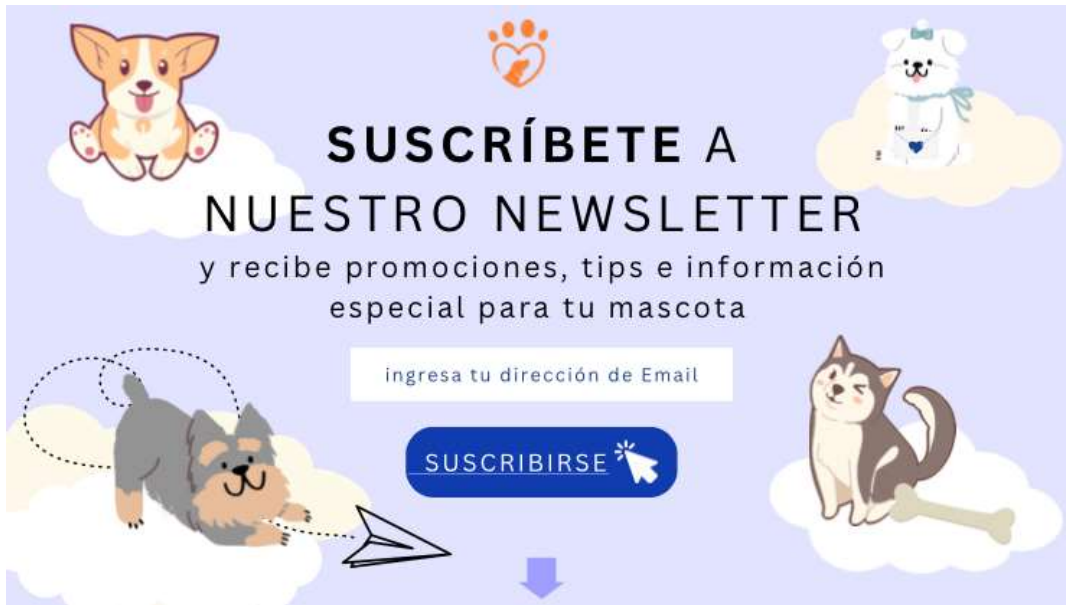 SUSCRÍBETE A
NUESTRO NEWSLETTER
y recibe promociones, tips e información
especial para tu mascota
ingresa tu dirección de Email
SUSCRIBIRSE